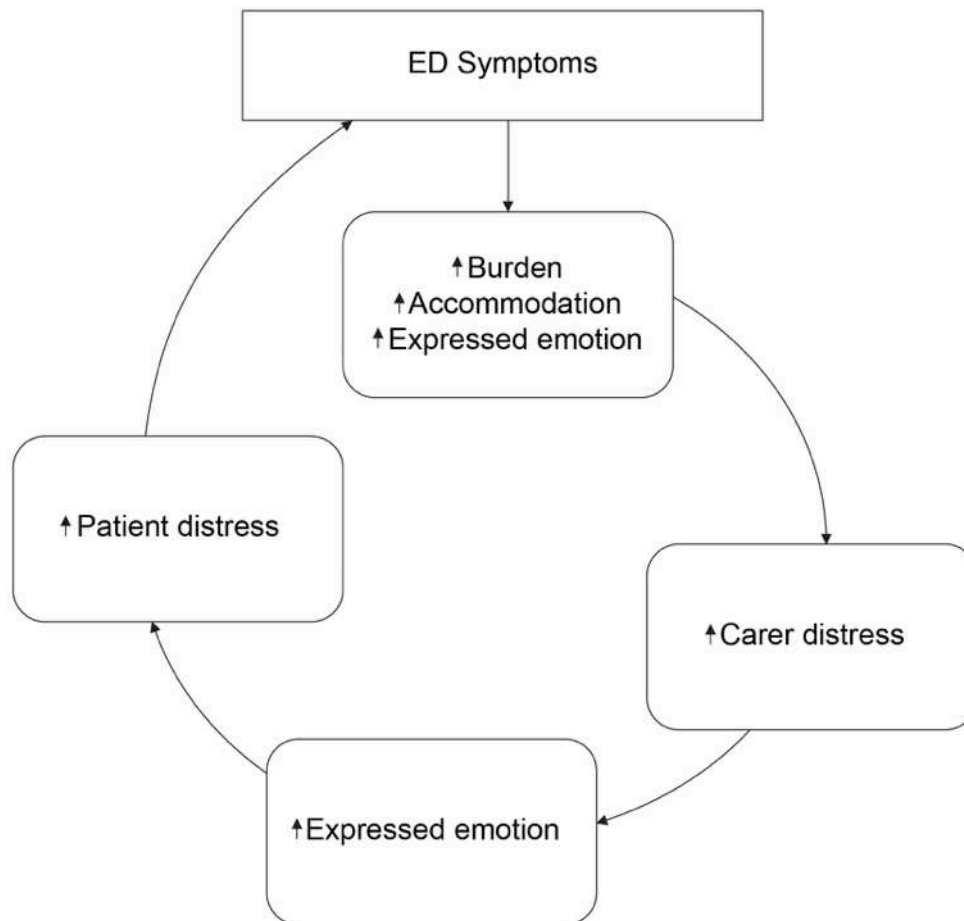 ED Symptoms
↑Burden
↑Accommodation
↑Expressed emotion
↑Carer distress
↑Expressed emotion
↑Patient distress